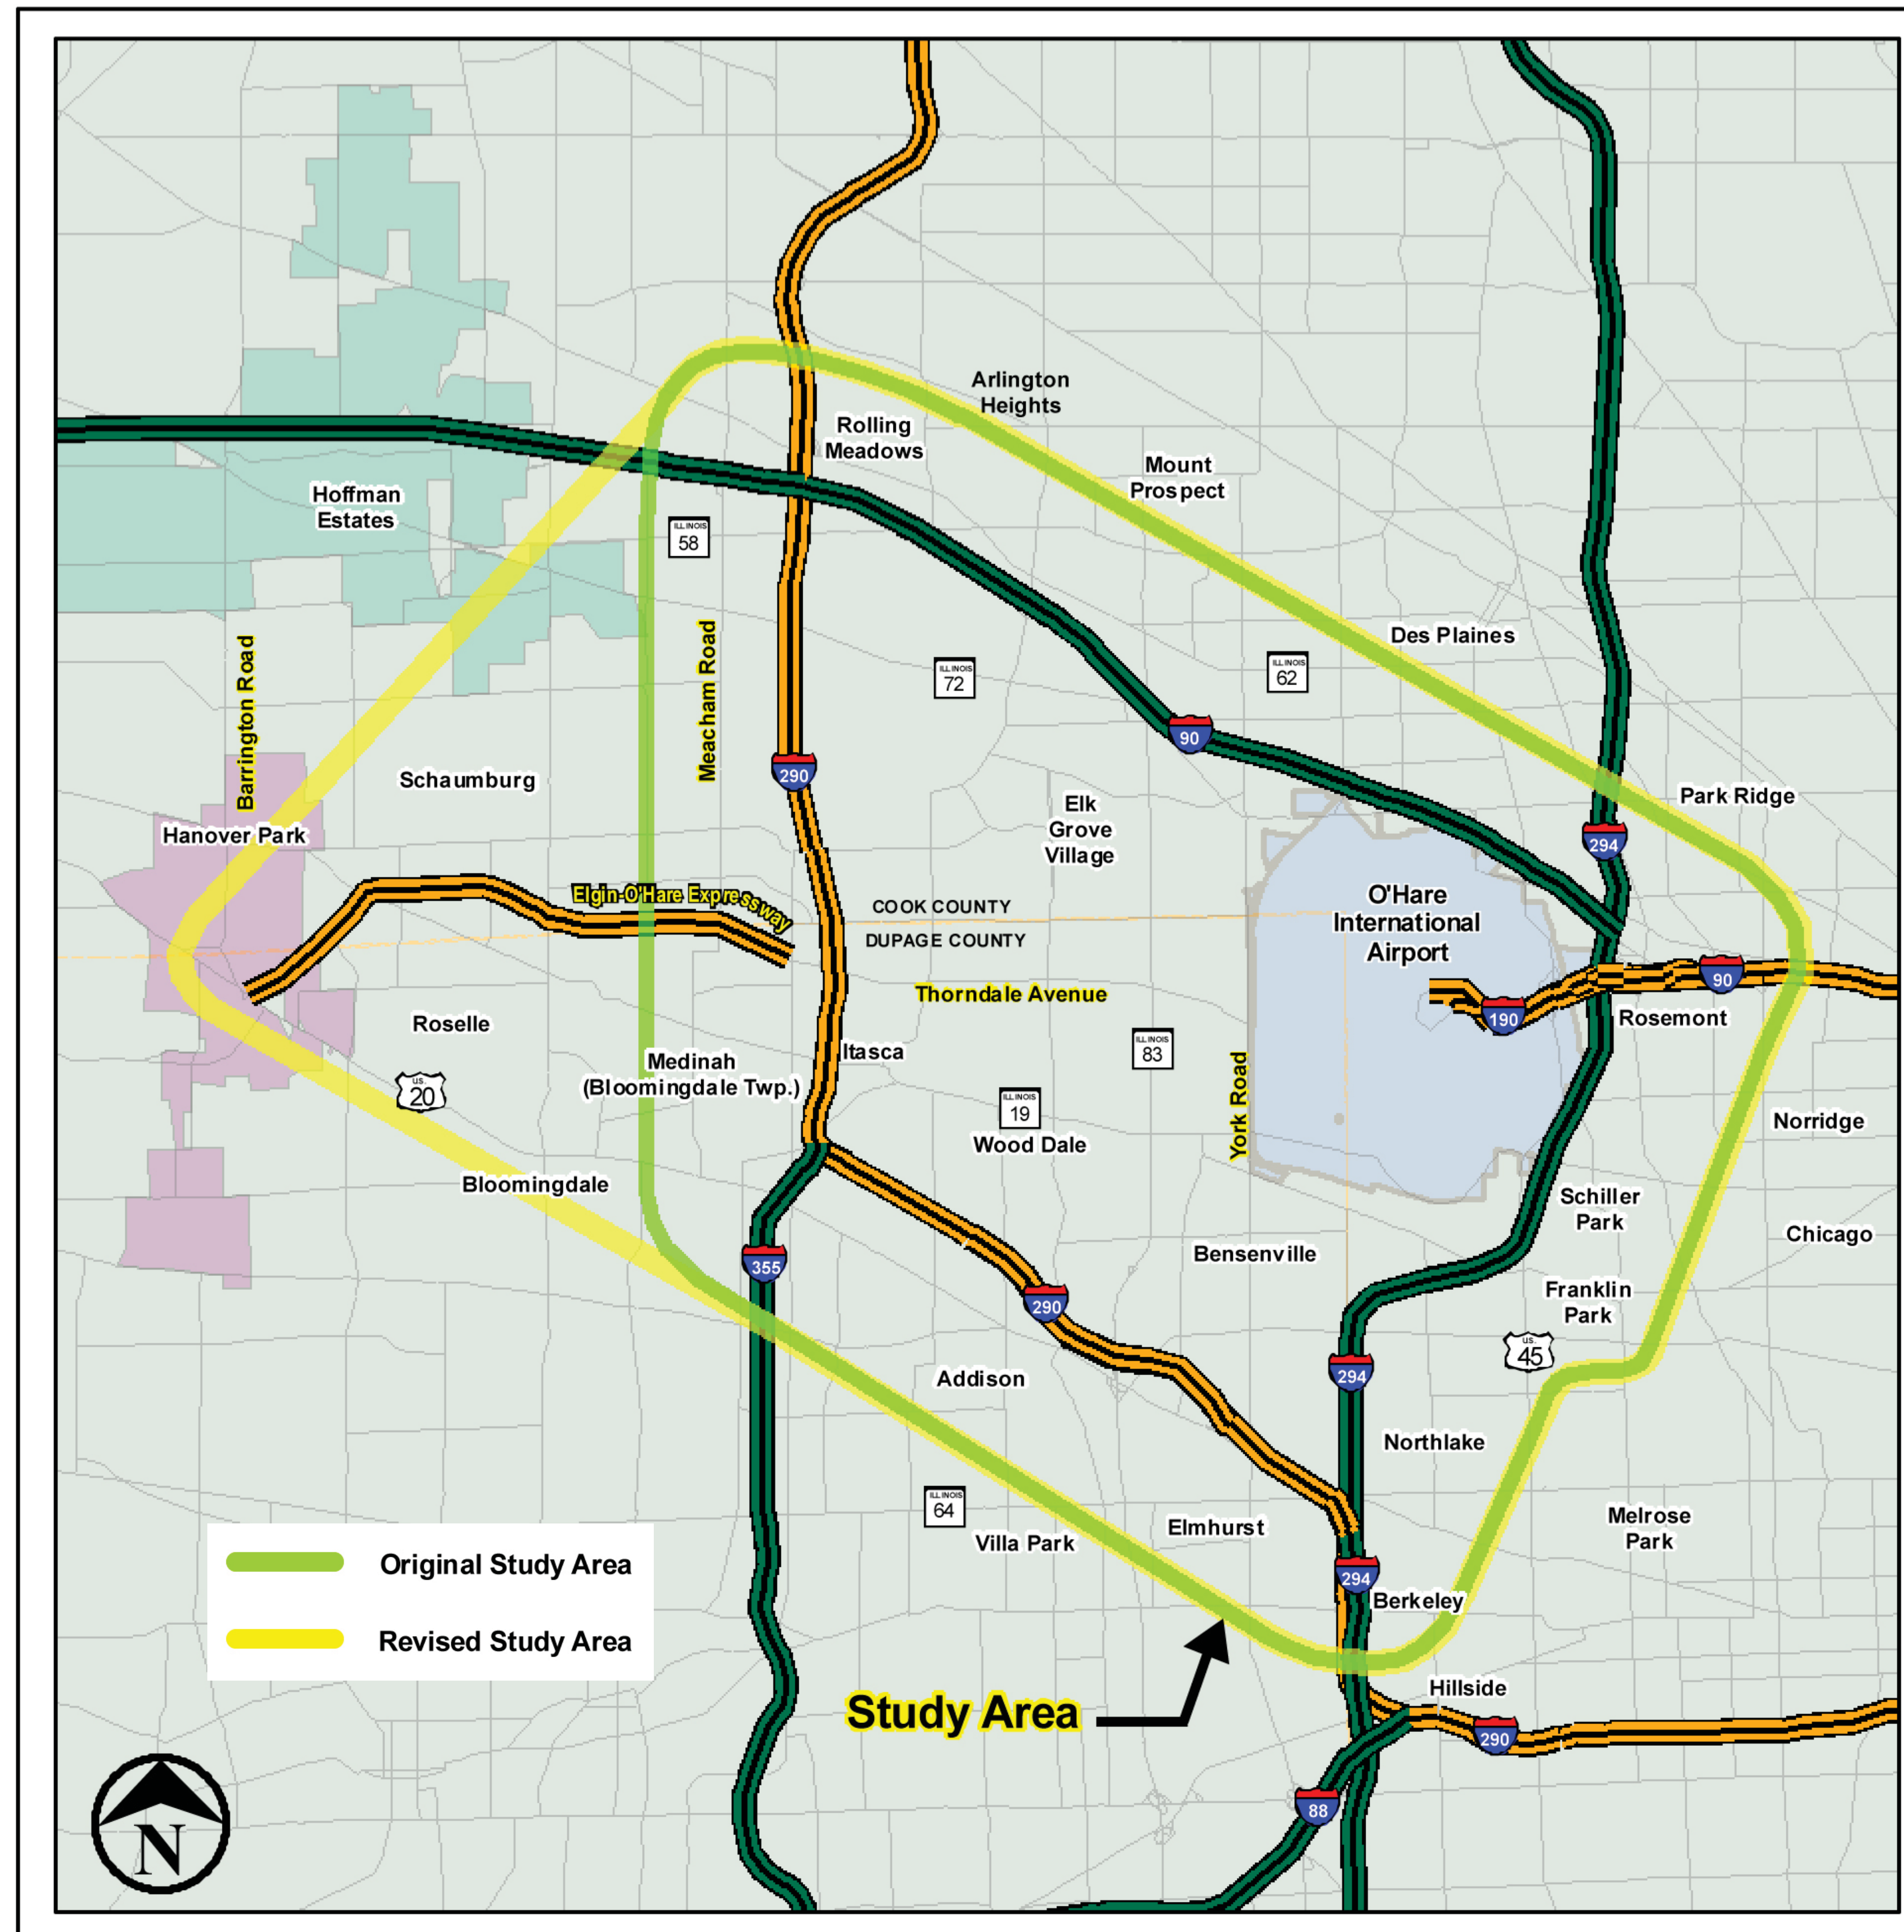 Arlington
Heights
Rolling
Meadows
Mount
Prospect
Hoffman
Estates
ILLINOIS
58
Des Plaines
Barrington Road
Meacham Road
ILLINOIS
72
ILLINOIS
62
90
290
Schaumburg
Park Ridge
Elk
Grove
Village
Hanover Park
294
Elgin-O'Hare Expressway
COOK COUNTY
DUPAGE COUNTY
O'Hare
International
Airport
Thorndale Avenue
90
190
Rosemont
Roselle
Medinah
(Bloomingdale Twp.)
Itasca
ILLINOIS
83
US.
20
ILLINOIS
19
Wood Dale
York Road
Norridge
Bloomingdale
Schiller
Park
Chicago
355
Bensenville
290
Franklin
Park
US.
45
294
Addison
Northlake
ILLINOIS
64
Villa Park
Elmhurst
Melrose
Park
294
Berkeley
Original Study Area
Revised Study Area
Study Area
Hillside
290
88
N